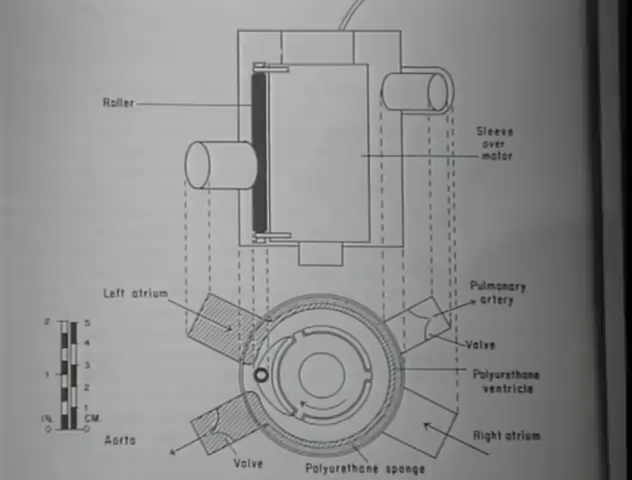 Roller
Sleeve
over
motor
Left atrium
Pulmonary
artery
2
5
4
Valve
3
1
Polyurethane
ventricle
2
1
IN.
CM.
0
0
Aorta
Right atrium
Valve
Polyurethane sponge